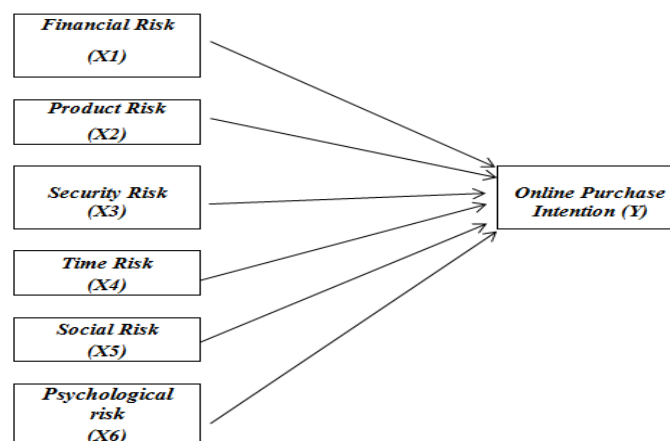 Financial Risk
(X1)
Product Risk
(X2)
Security Risk
(X3)
Time Risk
(X4)
Social Risk
(X5)
Psychological
risk
(X6)
Online Purchase
Intention (Y)